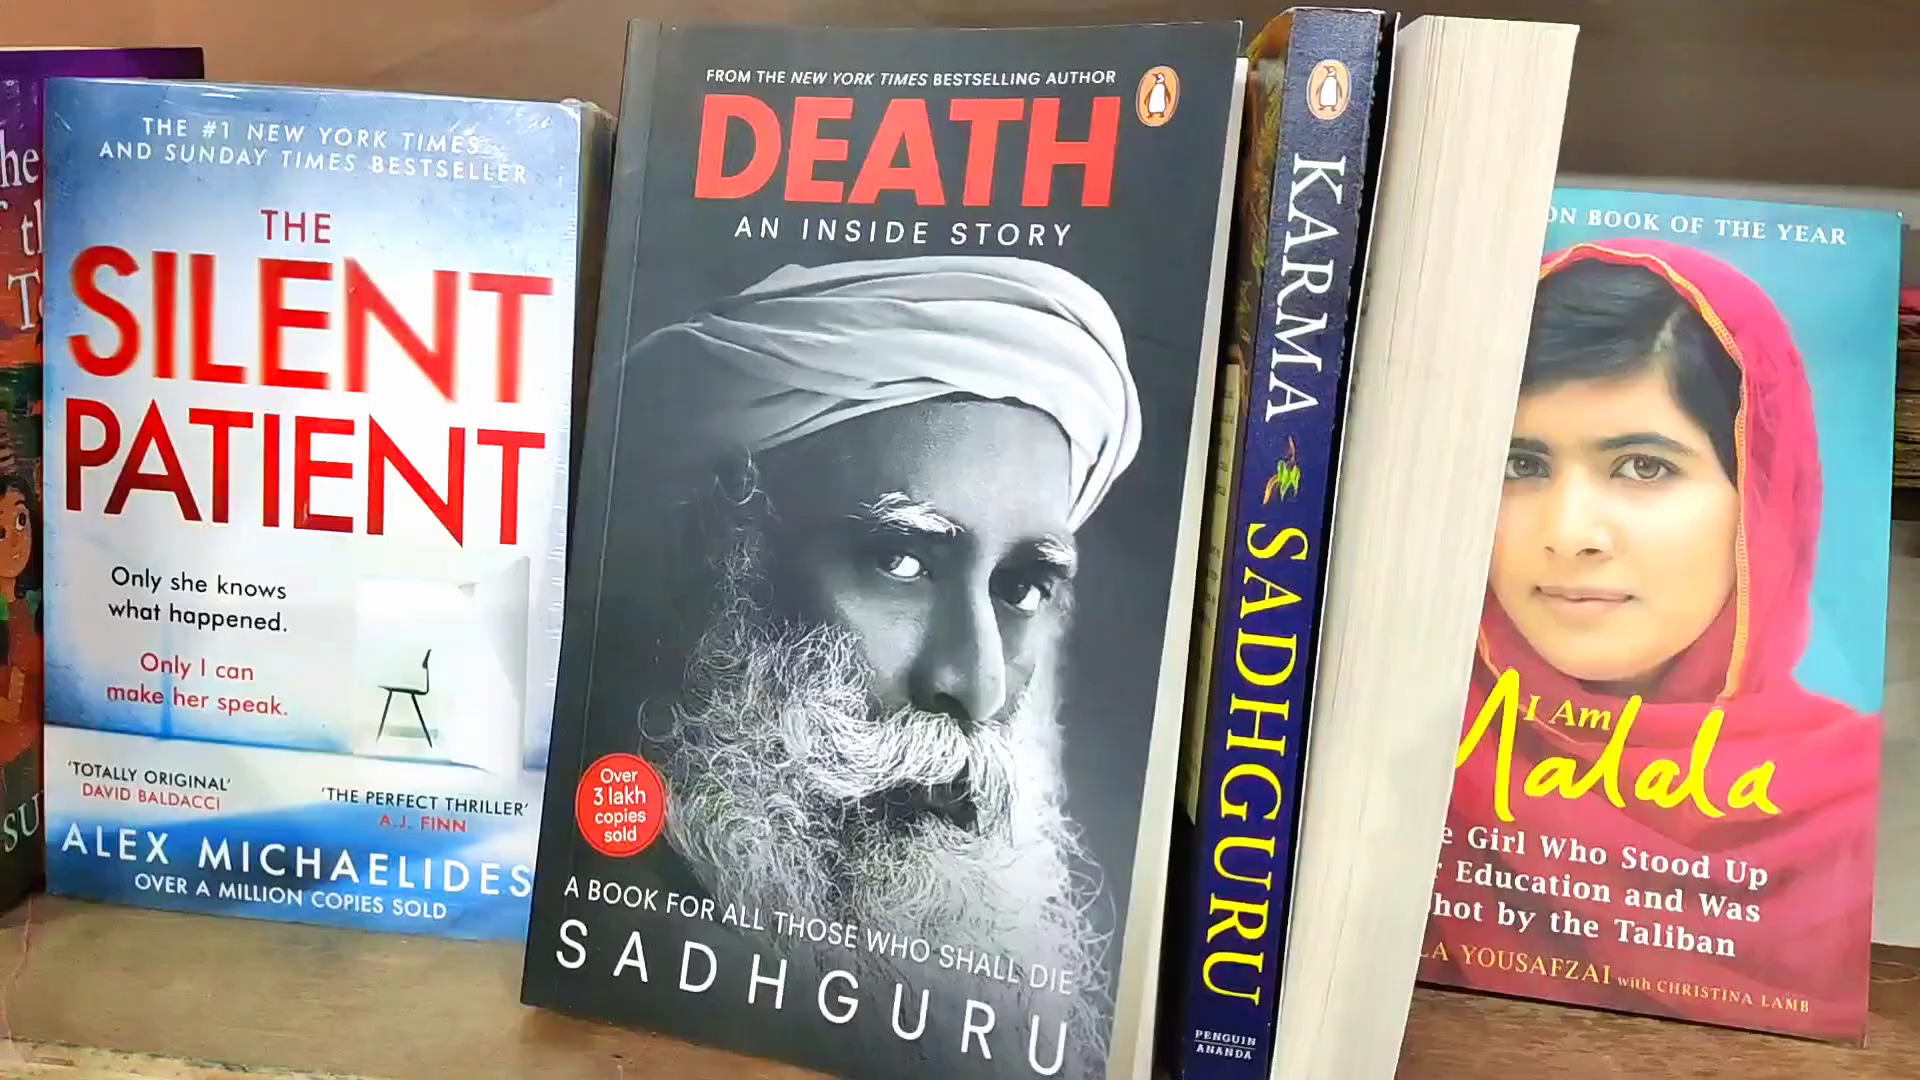 THE #1 NEW YORK TIMES
AND SUNDAY TIMES BESTSELLER
THE
SILENT
PATIENT
Only she knows
what happened.
Only I can
make her speak.
'TOTALLY ORIGINAL'
DAVID BALDACCI
'THE PERFECT THRILLER'
A.J. FINN
ALEX MICHAELIDES
OVER A MILLION COPIES SOLD
FROM THE NEW YORK TIMES BESTSELLING AUTHOR
DEATH
AN INSIDE STORY
Over
3 lakh
copies
sold
A BOOK FOR ALL THOSE WHO SHALL DIE
SADHGURU
KARMA SADHGURU
PENGUIN
ANANDA
BOOK OF THE YEAR
I Am
Malala
Girl Who Stood Up
Education and Was
by the Taliban
YOUSAFZAI with CHRISTINA LAMB